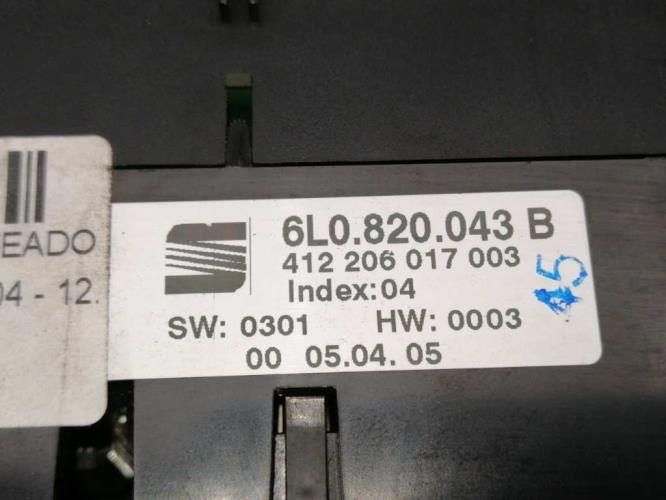 EADO
04 - 12.
6L0.820.043 B
412 206 017 003
Index:04
SW: 0301 HW: 0003
00 05.04.05
45